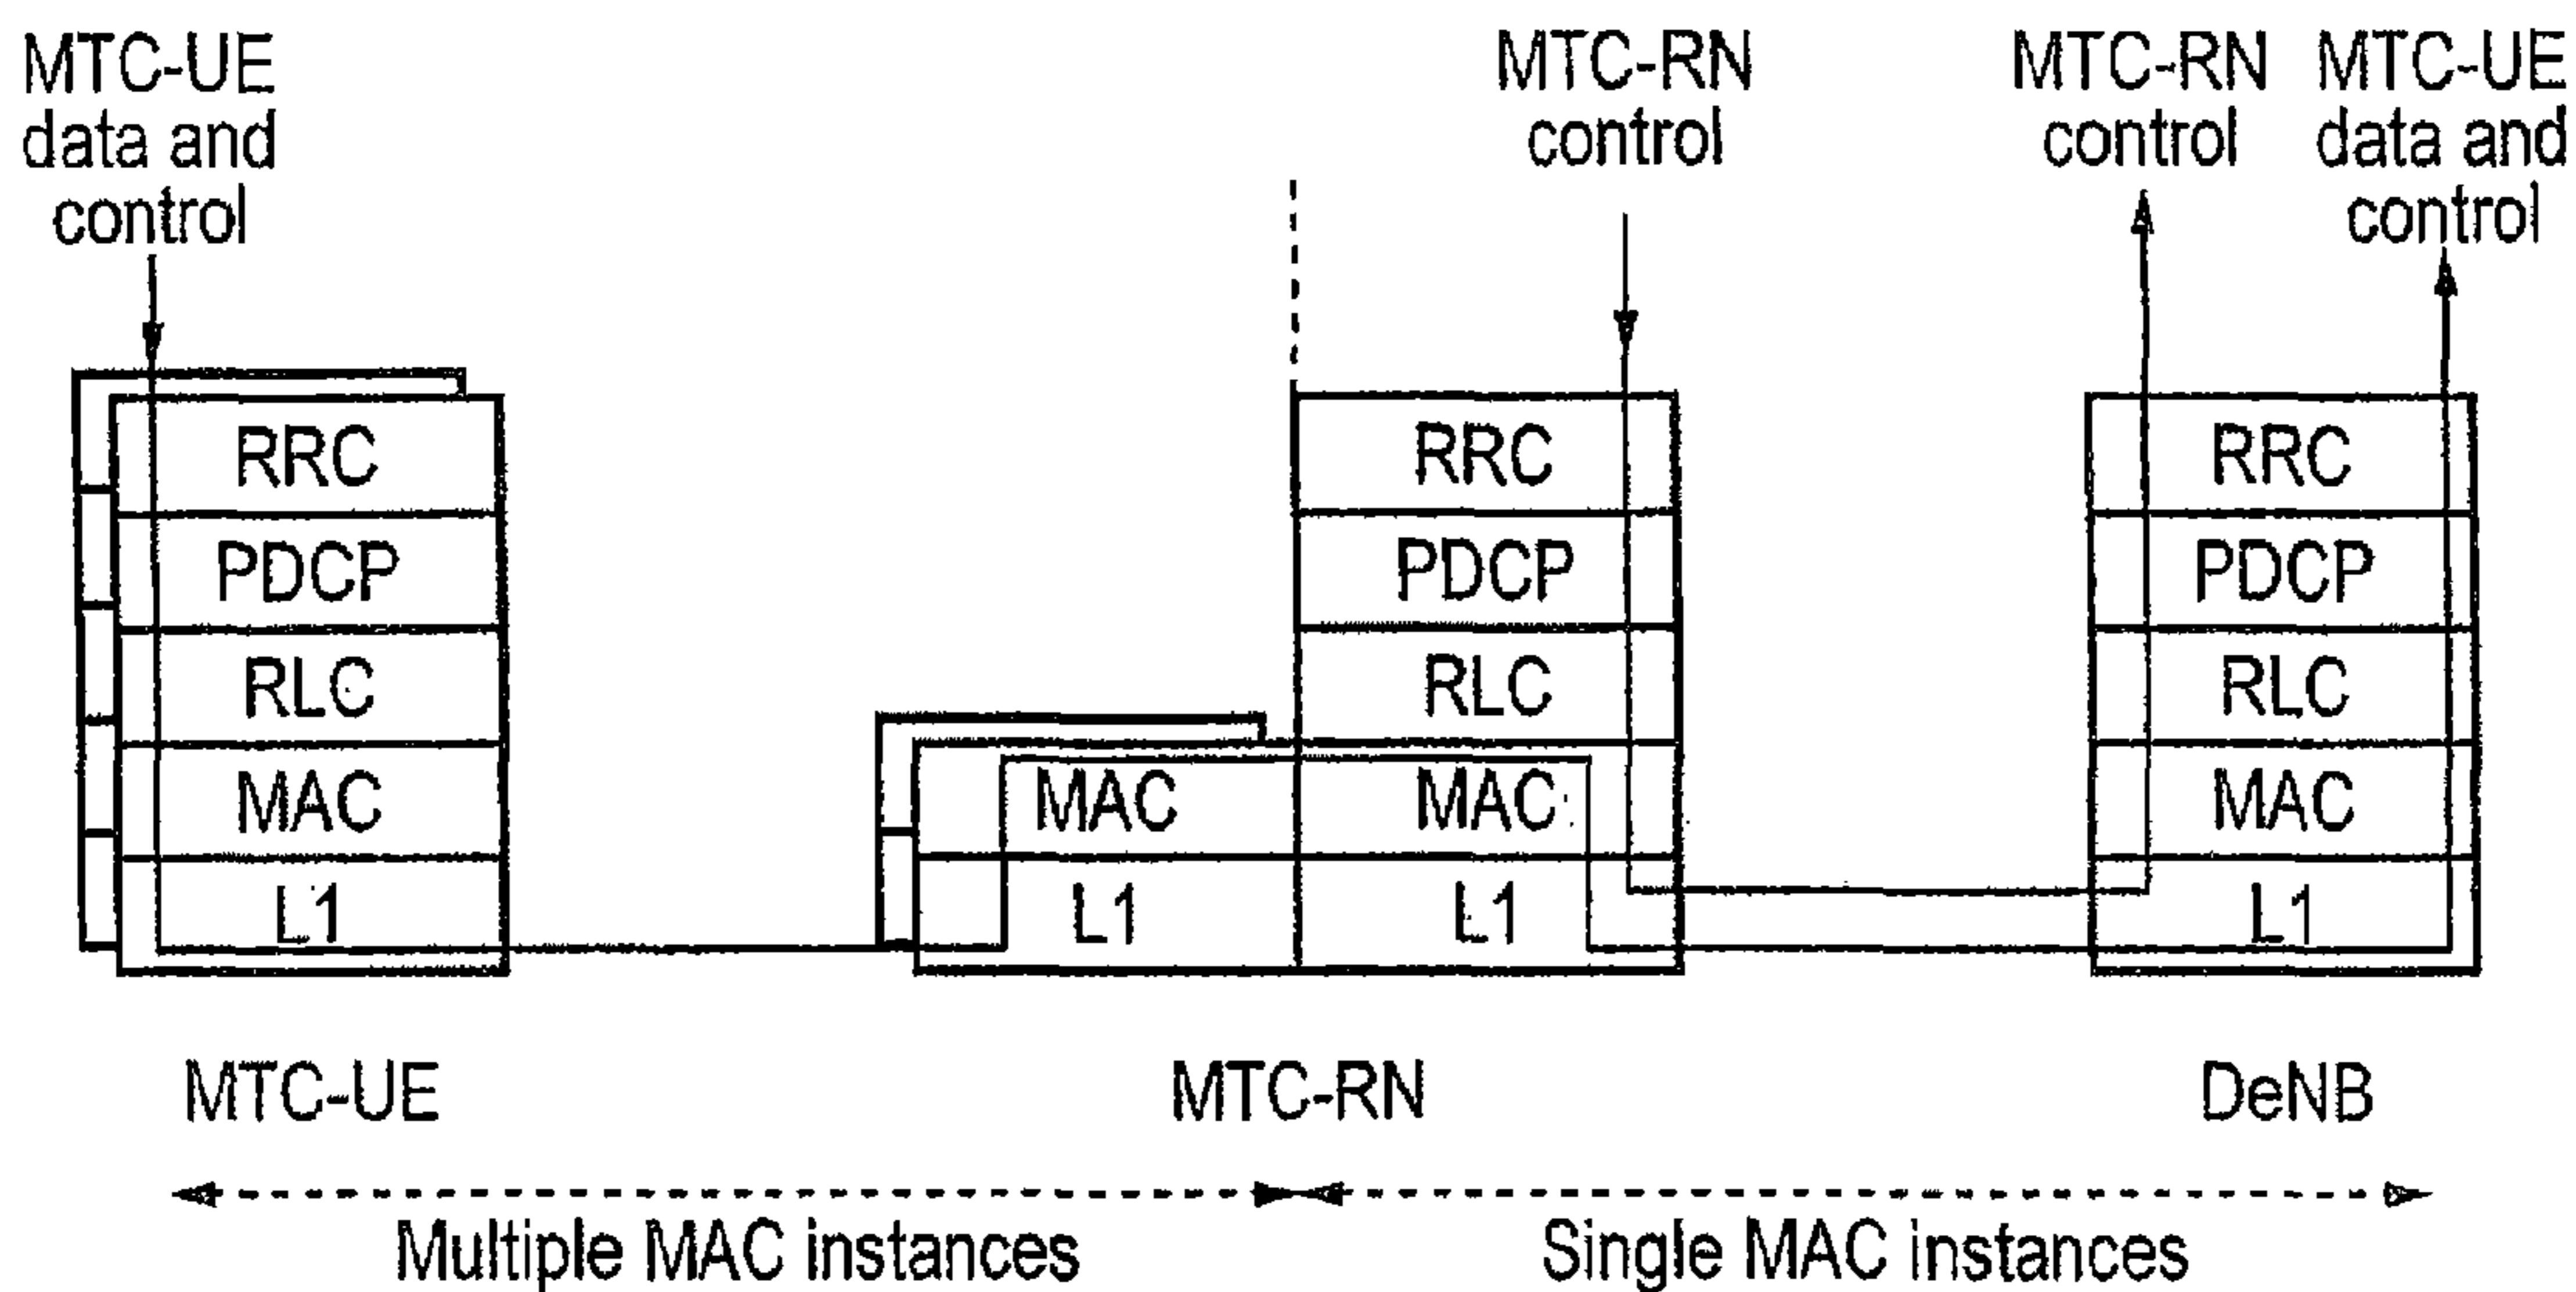 MTC-UE
data and
control
MTC-RN
control
MTC-RN
control
MTC-UE
data and
control
RRC
PDCP
RLC
MAC
L1
MAC
L1
RRC
PDCP
RLC
MAC
L1
RRC
PDCP
RLC
MAC
L1
MTC-UE
MTC-RN
DeNB
Multiple MAC instances
Single MAC instances